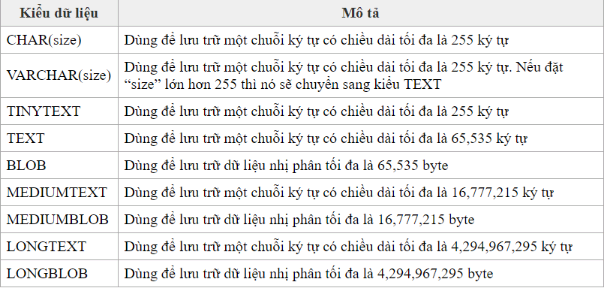 Kiểu dữ liệu Mô tả
CHAR(size) Dùng để lưu trữ một chuỗi ký tự có chiều dài tối đa là 255 ký tự
VARCHAR(size) Dùng để lưu trữ một chuỗi ký tự có chiều dài tối đa là 255 ký tự. Nếu đặt
“size” lớn hơn 255 thì nó sẽ chuyển sang kiểu TEXT
TINYTEXT Dùng để lưu trữ một chuỗi ký tự có chiều dài tối đa là 255 ký tự
TEXT Dùng để lưu trữ một chuỗi ký tự có chiều dài tối đa là 65,535 ký tự
BLOB Dùng để lưu trữ dữ liệu nhị phân tối đa là 65,535 byte
MEDIUMTEXT Dùng để lưu trữ một chuỗi ký tự có chiều dài tối đa là 16,777,215 ký tự
MEDIUMBLOB Dùng để lưu trữ dữ liệu nhị phân tối đa là 16,777,215 byte
LONGTEXT Dùng để lưu trữ một chuỗi ký tự có chiều dài tối đa là 4,294,967,295 ký tự
LONGBLOB Dùng để lưu trữ dữ liệu nhị phân tối đa là 4,294,967,295 byte